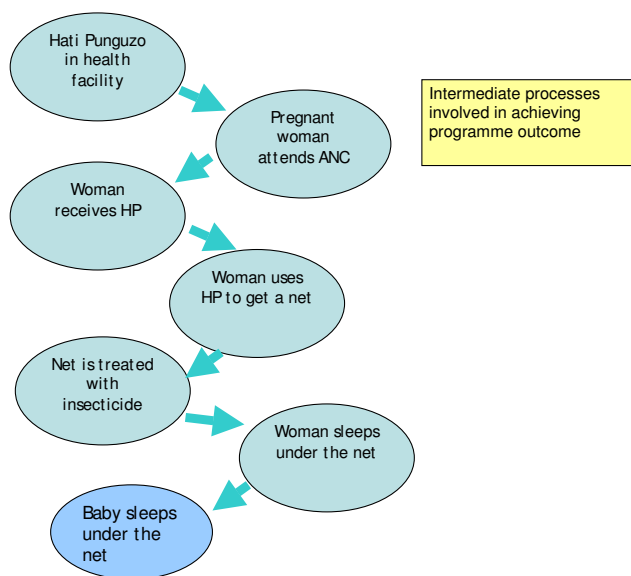 Hati Punguzo
in health
facility
Intermediate processes
involved in achieving
programme outcome
Pregnant
woman
attends ANC
Woman
receives HP
Woman uses
HP to get a net
Net is treated
with
insecticide
Woman sleeps
under the net
Baby sleeps
under the
net